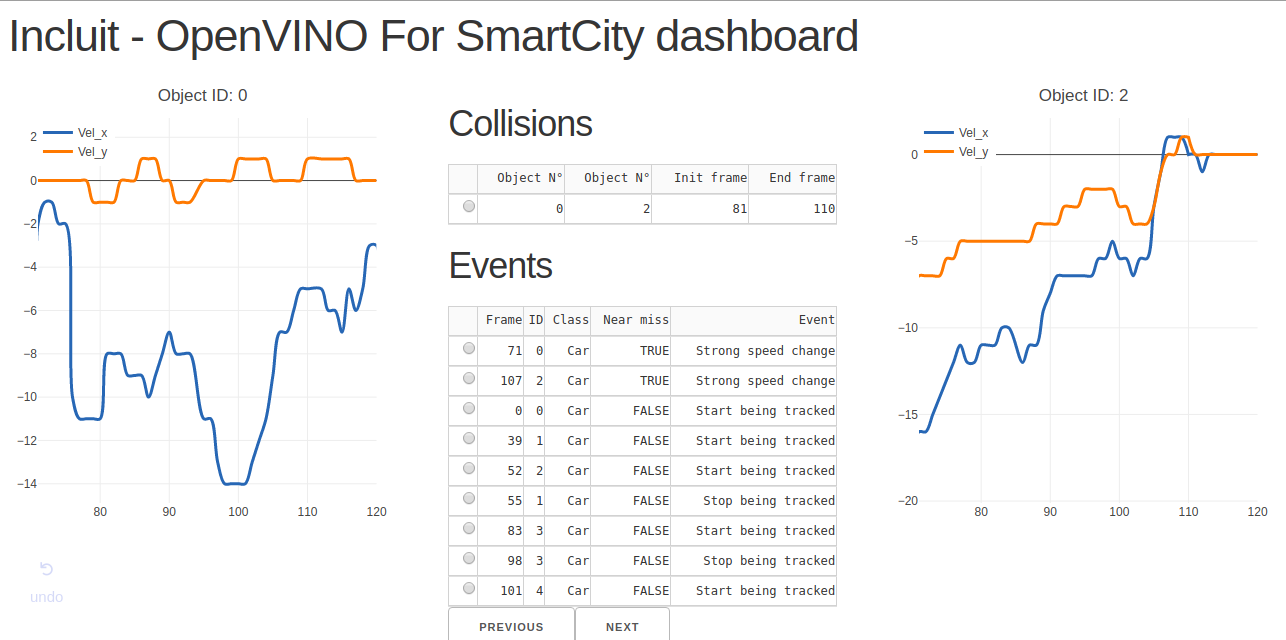 Incluit - OpenVINO For SmartCity dashboard
Object ID: 0
Vel_x
Vel_y
2
0
−2
−4
−6
−8
−10
−12
−14
80 90 100 110 120
undo
Collisions
Object N° Object N° Init frame End frame
0 2 81 110
Events
Frame ID Class Near miss Event
71 0 Car TRUE Strong speed change
107 2 Car TRUE Strong speed change
0 0 Car FALSE Start being tracked
39 1 Car FALSE Start being tracked
52 2 Car FALSE Start being tracked
55 1 Car FALSE Stop being tracked
83 3 Car FALSE Start being tracked
98 3 Car FALSE Stop being tracked
101 4 Car FALSE Start being tracked
PREVIOUS NEXT
Object ID: 2
Vel_x
Vel_y
0
−5
−10
−15
−20
80 90 100 110 120